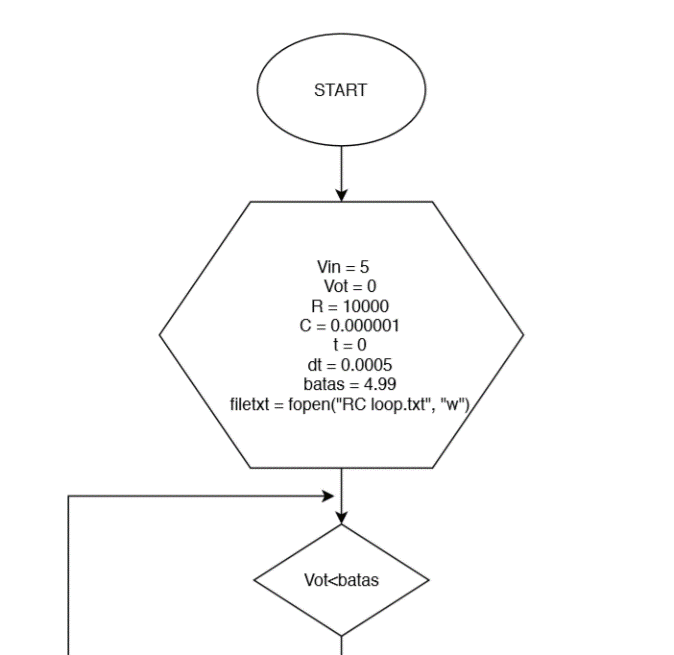 START
Vin = 5
Vot = 0
R = 10000
C = 0.000001
t = 0
dt = 0.0005
batas = 4.99
filetxt = fopen("RC loop.txt", "w")
Vot<batas